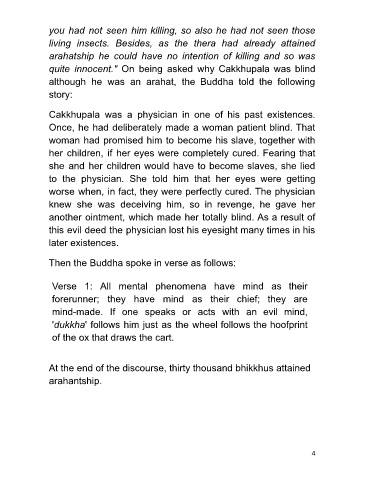 you had not seen him killing, so also he had not seen those
living insects. Besides, as the thera had already attained
arahatship he could have no intention of killing and so was
quite innocent." On being asked why Cakkhupala was blind
although he was an arahat, the Buddha told the following
story:
Cakkhupala was a physician in one of his past existences.
Once, he had deliberately made a woman patient blind. That
woman had promised him to become his slave, together with
her children, if her eyes were completely cured. Fearing that
she and her children would have to become slaves, she lied
to the physician. She told him that her eyes were getting
worse when, in fact, they were perfectly cured. The physician
knew she was deceiving him, so in revenge, he gave her
another ointment, which made her totally blind. As a result of
this evil deed the physician lost his eyesight many times in his
later existences.
Then the Buddha spoke in verse as follows:
Verse 1: All mental phenomena have mind as their
forerunner; they have mind as their chief; they are
mind-made. If one speaks or acts with an evil mind,
'dukkha' follows him just as the wheel follows the hoofprint
of the ox that draws the cart.
At the end of the discourse, thirty thousand bhikkhus attained
arahantship.
4